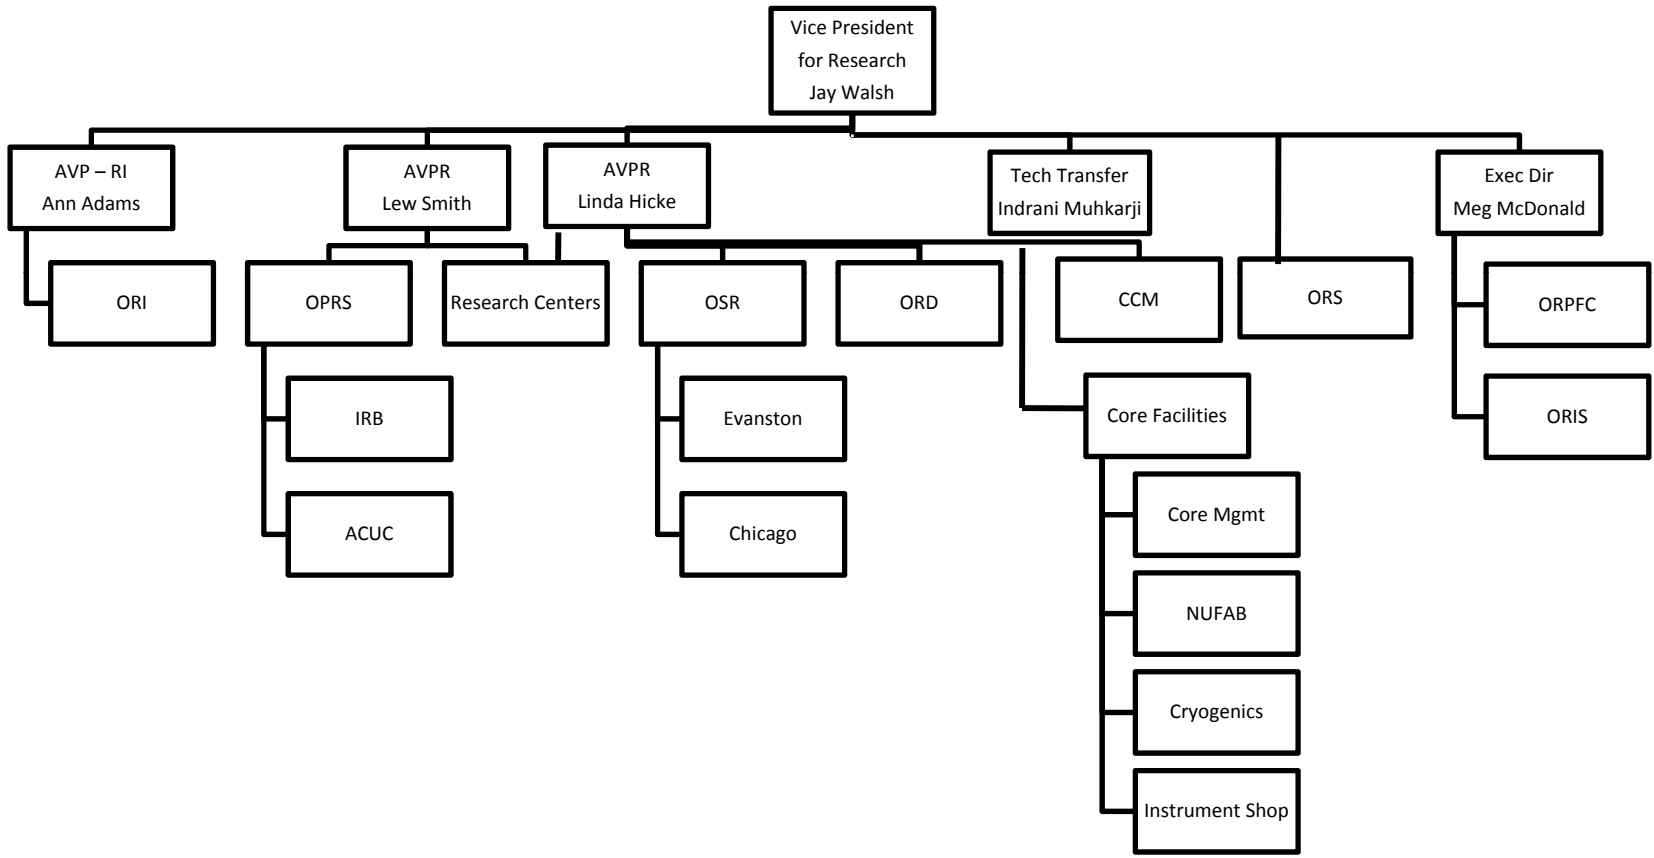 Vice President
for Research
Jay Walsh
AVP – RI
Ann Adams
AVPR
Lew Smith
AVPR
Linda Hicke
Tech Transfer
Indrani Muhkarji
Exec Dir
Meg McDonald
ORI
OPRS
Research Centers
OSR
ORD
CCM
ORS
ORPFC
IRB
Evanston
Core Facilities
ORIS
ACUC
Chicago
Core Mgmt
NUFAB
Cryogenics
Instrument Shop